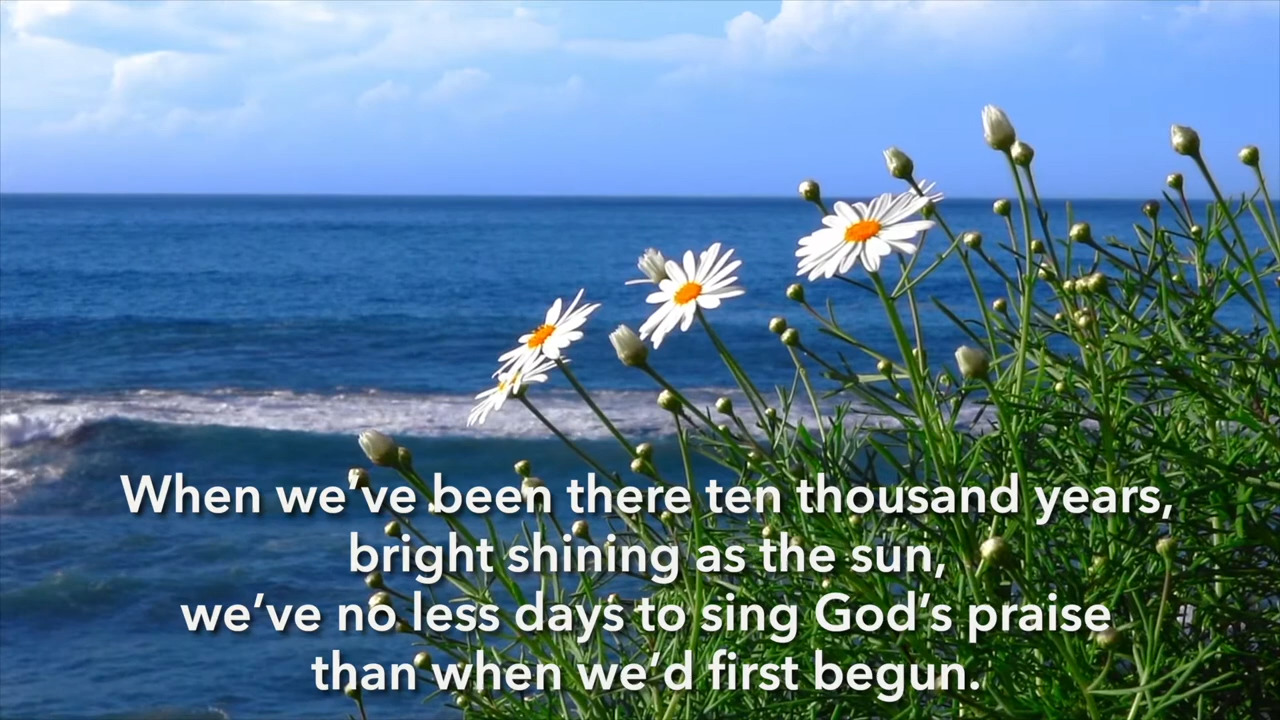 When we’ve been there ten thousand years,
bright shining as the sun,
we’ve no less days to sing God’s praise
than when we’d first begun.